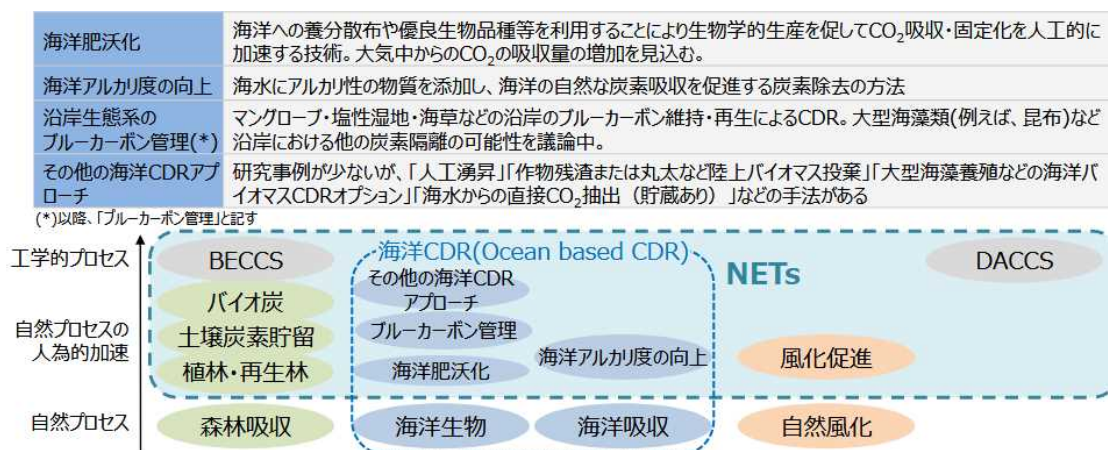 海洋肥沃化
海洋への養分散布や優良生物品種等を利用することにより生物学的生産を促してCO₂吸収・固定化を人工的に
加速する技術。大気中からのCO₂の吸収量の増加を見込む。
海洋アルカリ度の向上
海水にアルカリ性の物質を添加し、海洋の自然な炭素吸収を促進する炭素除去の方法
沿岸生態系の
ブルーカーボン管理(*)
マングローブ・塩性湿地・海草などの沿岸のブルーカーボン維持・再生によるCDR。大型海藻類(例えば、昆布)など
沿岸における他の炭素隔離の可能性を議論中。
その他の海洋CDRアプ
ローチ
研究事例が少ないが、「人工湧昇」「作物残渣または丸太など陸上バイオマス投棄」「大型海藻養殖などの海洋バ
イオマスCDRオプション」「海水からの直接CO₂抽出（貯蔵あり）」などの手法がある
(*)以降、「ブルーカーボン管理」と記す
工学的プロセス
自然プロセスの
人為的加速
自然プロセス
BECCS
バイオ炭
土壌炭素貯留
植林・再生林
森林吸収
海洋CDR(Ocean based CDR)
その他の海洋CDR
アプローチ
ブルーカーボン管理
海洋肥沃化
海洋アルカリ度の向上
海洋生物
海洋吸収
NETs
DACCS
風化促進
自然風化